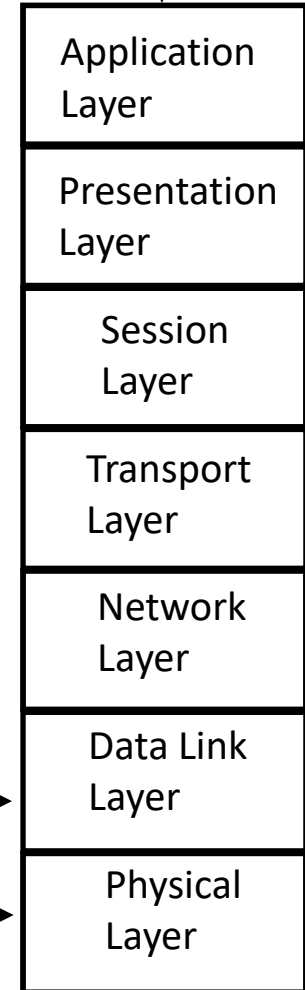 Application
Layer
Presentation
Layer
Session
Layer
Transport
Layer
Network
Layer
Data Link
Layer
Physical
Layer